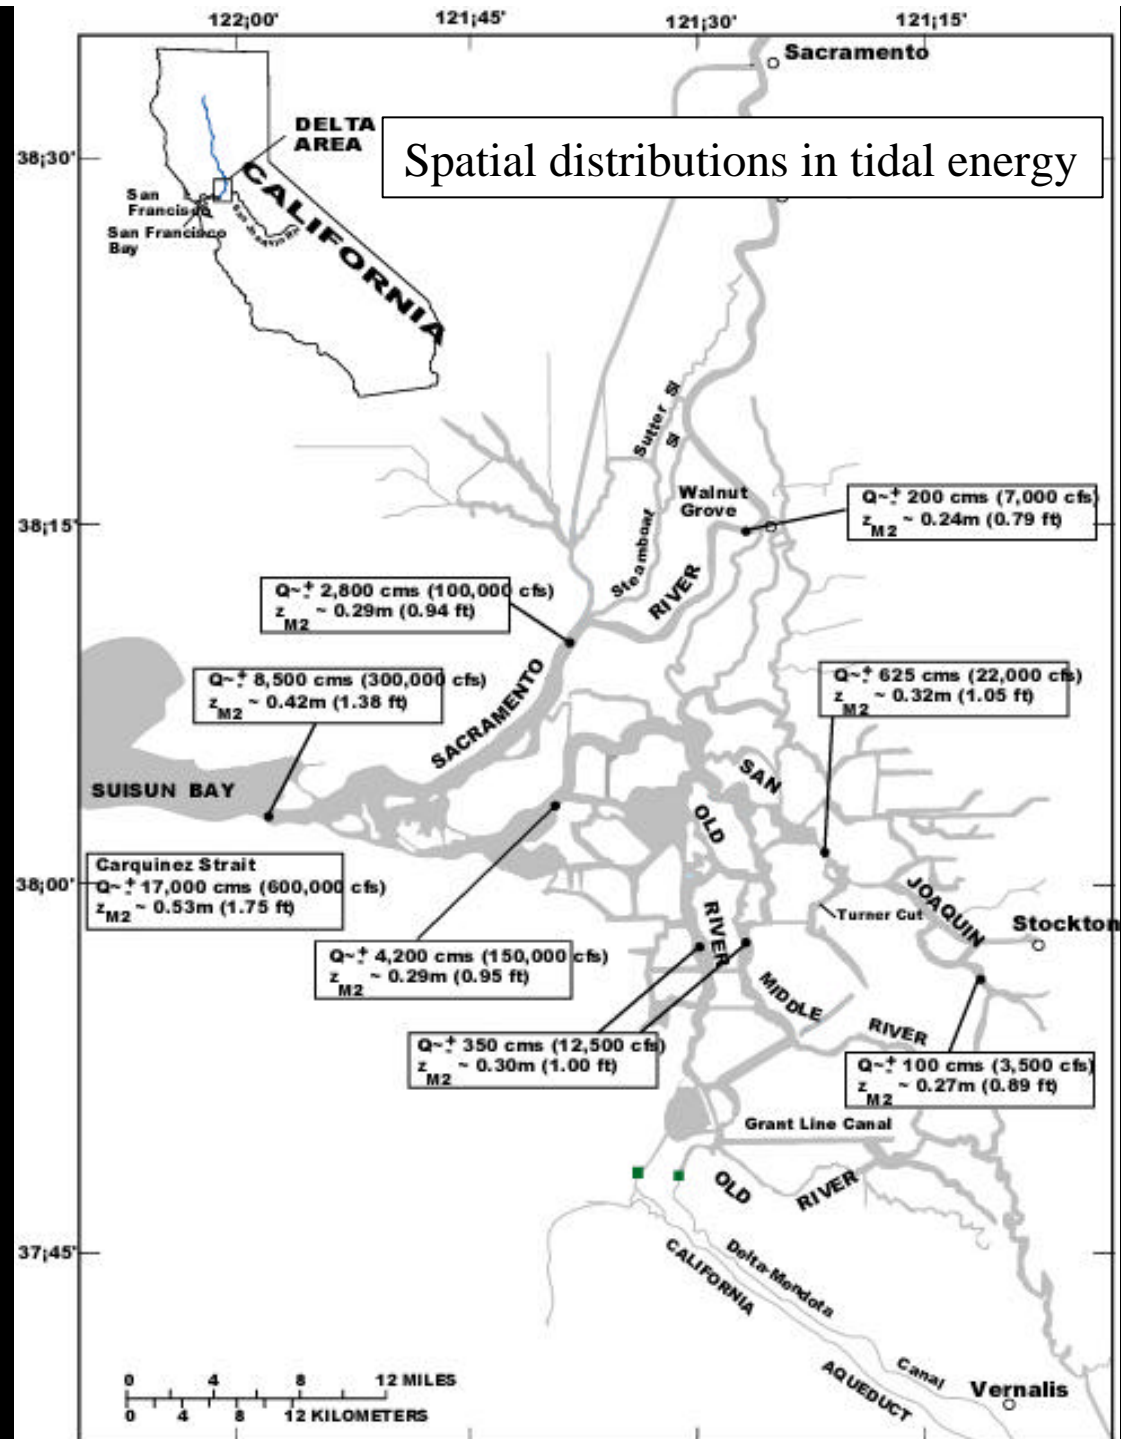 122;00'
121;45'
121;30'
121;15'
Sacramento
38;30'
DELTA
AREA
Spatial distributions in tidal energy
CALIFORNIA
San
Francisco
San Joaquin Riv
San Francisco
Bay
Sutter Sl
Sl
Steamboat
Walnut
Grove
Q~± 200 cms (7,000 cfs)
zM2 ~ 0.24m (0.79 ft)
38;15'
RIVER
Q~± 2,800 cms (100,000 cfs)
zM2 ~ 0.29m (0.94 ft)
Q~± 8,500 cms (300,000 cfs)
zM2 ~ 0.42m (1.38 ft)
SACRAMENTO
Q~± 625 cms (22,000 cfs)
zM2 ~ 0.32m (1.05 ft)
SUISUN BAY
SAN
OLD
Carquinez Strait
Q~± 17,000 cms (600,000 cfs)
zM2 ~ 0.53m (1.75 ft)
38;00'
JOAQUIN
RIVER
Turner Cut
Stockton
Q~± 4,200 cms (150,000 cfs)
zM2 ~ 0.29m (0.95 ft)
MIDDLE
RIVER
Q~± 350 cms (12,500 cfs)
zM2 ~ 0.30m (1.00 ft)
Q~± 100 cms (3,500 cfs)
zM2 ~ 0.27m (0.89 ft)
Grant Line Canal
OLD
RIVER
37;45'
Delta-Mendota
Canal
CALIFORNIA
AQUEDUCT
Vernalis
0 4 8 12 MILES
0 4 8 12 KILOMETERS